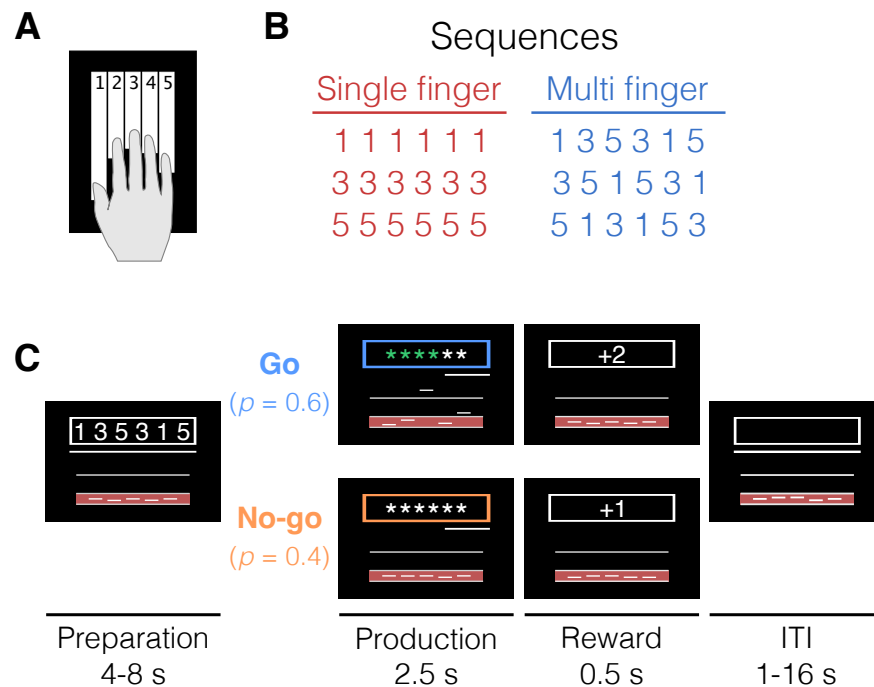 A
1 2 3 4 5
B
Sequences
Single finger
Multi finger
1 1 1 1 1 1
1 3 5 3 1 5
3 3 3 3 3 3
3 5 1 5 3 1
5 5 5 5 5 5
5 1 3 1 5 3
C
1 3 5 3 1 5
Go
(p = 0.6)
******
+2
No-go
(p = 0.4)
******
+1
Preparation
4-8 s
Production
2.5 s
Reward
0.5 s
ITI
1-16 s